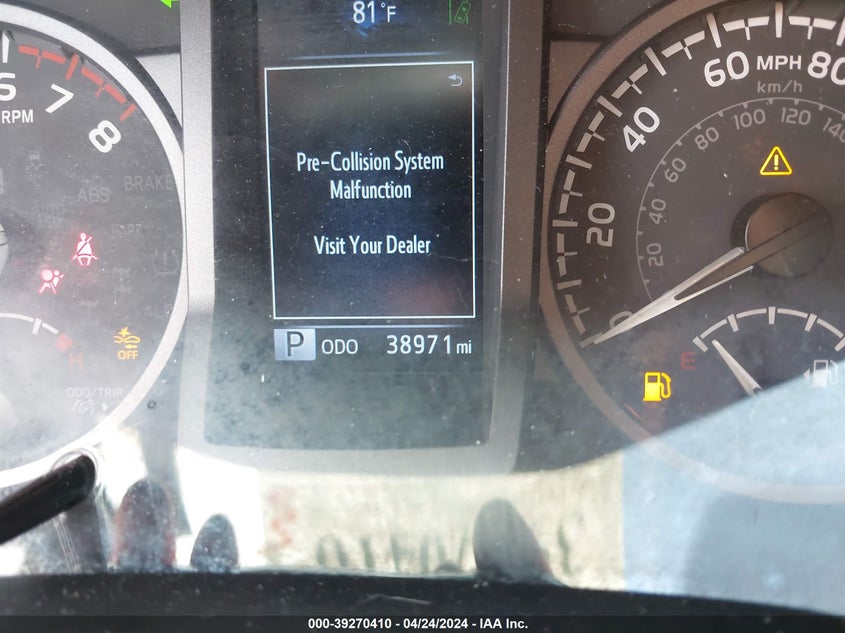 81°F
6
7
8
RPM
60 MPH 80
km/h
40
20
0
80 100 120 140
60
40
20
ABS
BRAKE
Pre-Collision System
Malfunction
Visit Your Dealer
P ODO 38971 mi
OFF
H
E
ODO/TRIP
000-39270410 - 04/24/2024 - IAA Inc.